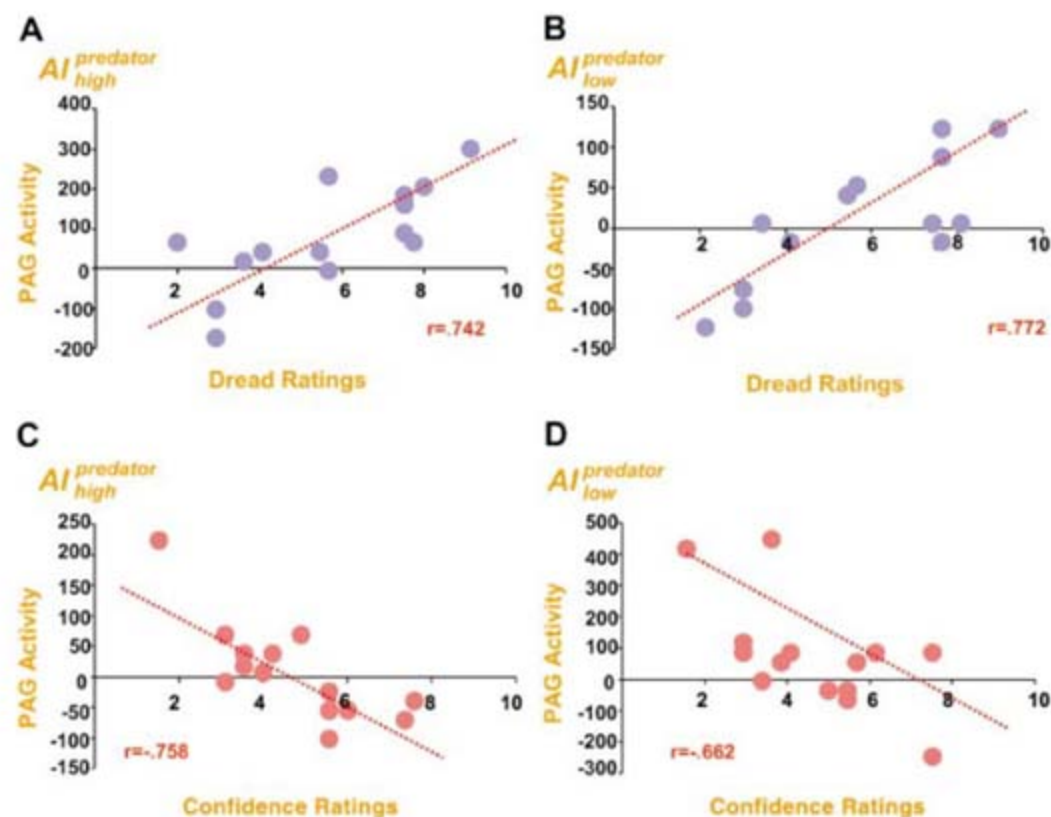 A
AI predator high
400
300
200
100
0
-100
-200
2 4 6 8 10
PAG Activity
r=.742
Dread Ratings
B
AI predator low
150
100
50
0
-50
-100
-150
2 4 6 8 10
PAG Activity
r=.772
Dread Ratings
C
AI predator high
250
200
150
100
50
0
-50
-100
-150
2 4 6 8 10
PAG Activity
r=-.758
Confidence Ratings
D
AI predator low
500
400
300
200
100
0
-100
-200
-300
2 4 6 8 10
PAG Activity
r=-.662
Confidence Ratings